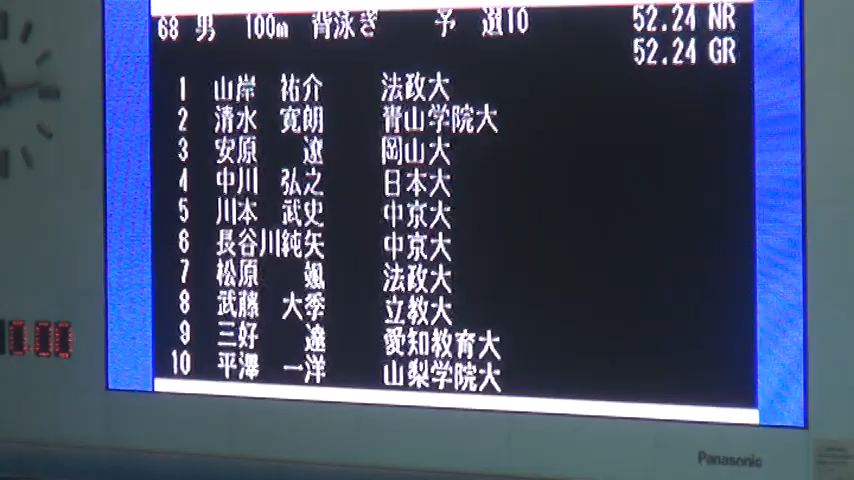 68 男 100m 背泳ぎ 予 選10 52.24 NR
52.24 GR
1 山岸 祐介 法政大
2 清水 寛朗 青山学院大
3 安原 遼 岡山大
4 中川 弘之 日本大
5 川本 武史 中京大
6 長谷川純矢 中京大
7 松原 颯 法政大
8 武藤 大季 立教大
9 三好 遼 愛知教育大
10 平澤 一洋 山梨学院大
0.00
Panasonic